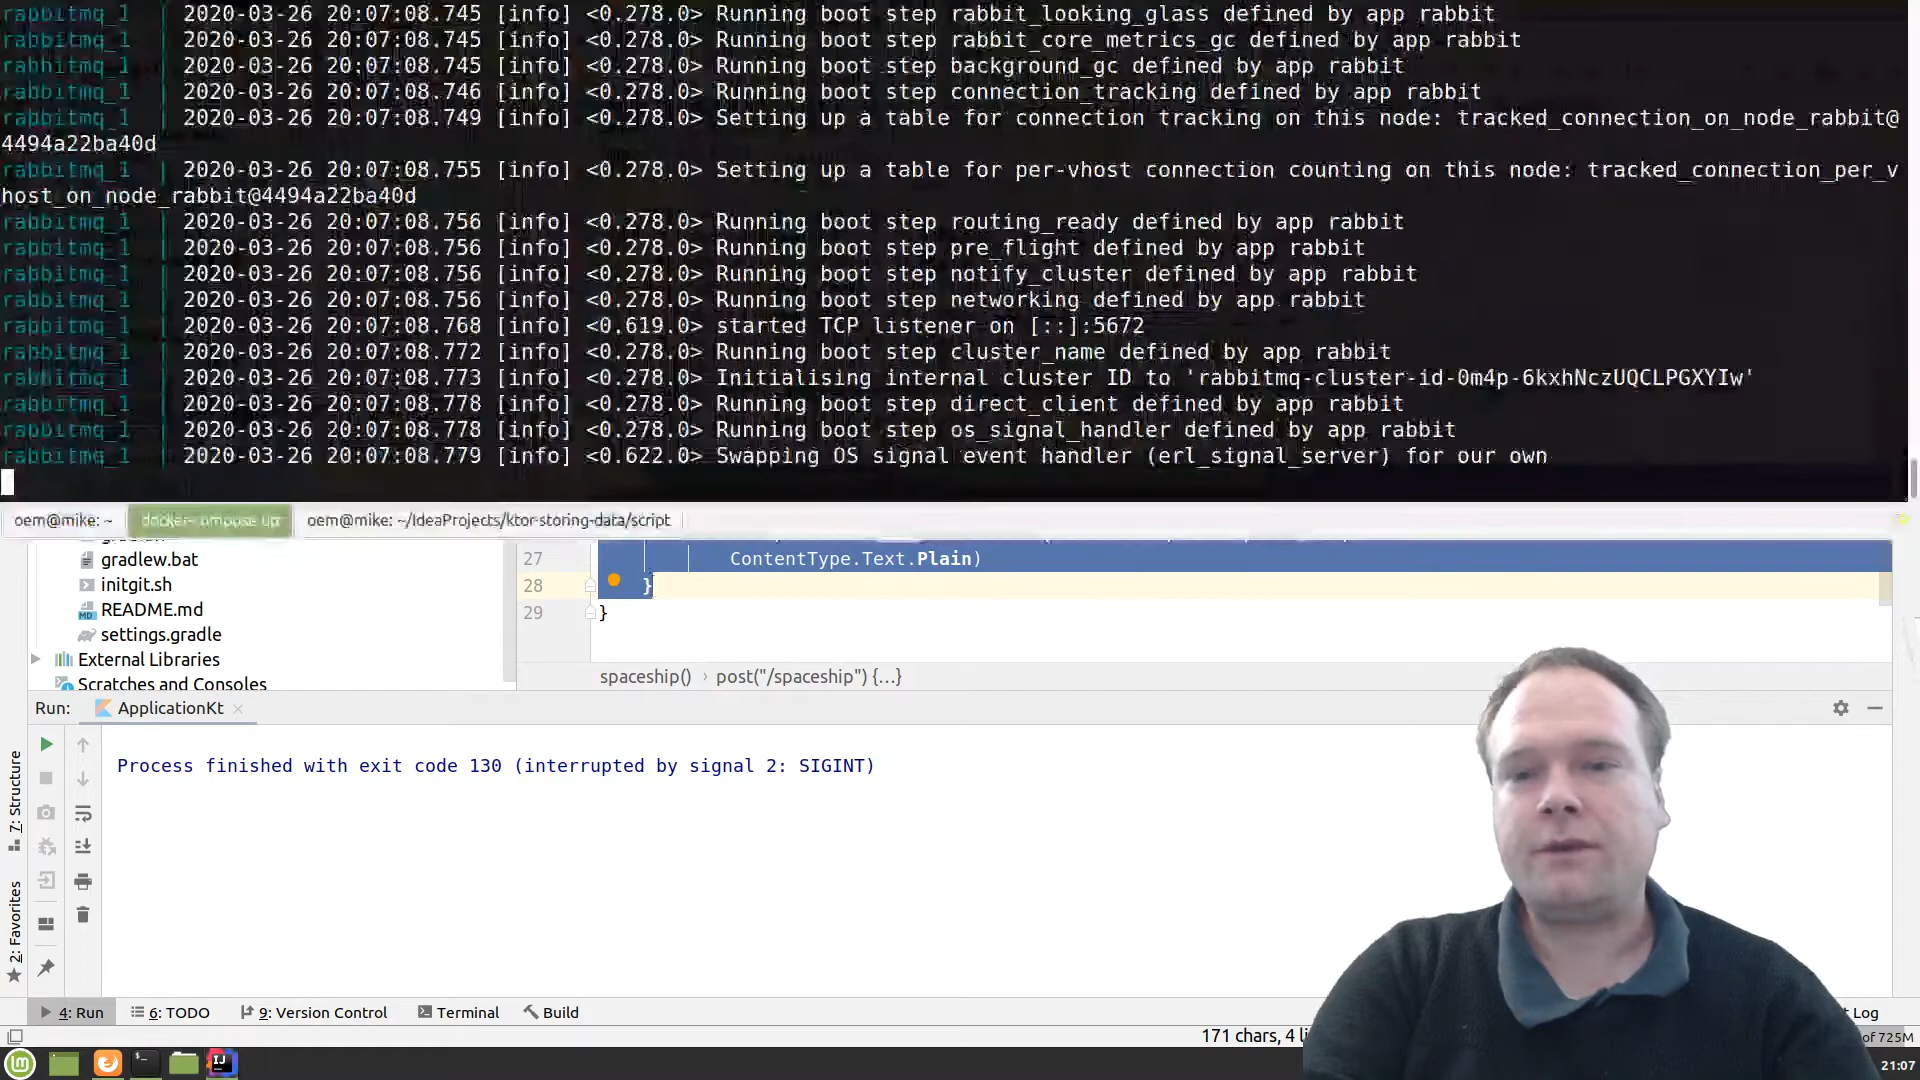 rabbitmq_1 | 2020-03-26 20:07:08.745 [info] <0.278.0> Running boot step rabbit_looking_glass defined by app rabbit
rabbitmq_1 | 2020-03-26 20:07:08.745 [info] <0.278.0> Running boot step rabbit_core_metrics_gc defined by app rabbit
rabbitmq_1 | 2020-03-26 20:07:08.745 [info] <0.278.0> Running boot step background_gc defined by app rabbit
rabbitmq_1 | 2020-03-26 20:07:08.746 [info] <0.278.0> Running boot step connection_tracking defined by app rabbit
rabbitmq_1 | 2020-03-26 20:07:08.749 [info] <0.278.0> Setting up a table for connection tracking on this node: tracked_connection_on_node_rabbit@
4494a22ba40d
rabbitmq_1 | 2020-03-26 20:07:08.755 [info] <0.278.0> Setting up a table for per-vhost connection counting on this node: tracked_connection_per_v
host_on_node_rabbit@4494a22ba40d
rabbitmq_1 | 2020-03-26 20:07:08.756 [info] <0.278.0> Running boot step routing_ready defined by app rabbit
rabbitmq_1 | 2020-03-26 20:07:08.756 [info] <0.278.0> Running boot step pre_flight defined by app rabbit
rabbitmq_1 | 2020-03-26 20:07:08.756 [info] <0.278.0> Running boot step notify_cluster defined by app rabbit
rabbitmq_1 | 2020-03-26 20:07:08.756 [info] <0.278.0> Running boot step networking defined by app rabbit
rabbitmq_1 | 2020-03-26 20:07:08.768 [info] <0.619.0> started TCP listener on [::]:5672
rabbitmq_1 | 2020-03-26 20:07:08.772 [info] <0.278.0> Running boot step cluster_name defined by app rabbit
rabbitmq_1 | 2020-03-26 20:07:08.773 [info] <0.278.0> Initialising internal cluster ID to 'rabbitmq-cluster-id-0m4p-6kxhNczUQCLPGXYIw'
rabbitmq_1 | 2020-03-26 20:07:08.778 [info] <0.278.0> Running boot step direct_client defined by app rabbit
rabbitmq_1 | 2020-03-26 20:07:08.778 [info] <0.278.0> Running boot step os_signal_handler defined by app rabbit
rabbitmq_1 | 2020-03-26 20:07:08.779 [info] <0.622.0> Swapping OS signal event handler (erl_signal_server) for our own
oem@mike: ~ docker-compose up oem@mike: ~/IdeaProjects/ktor-storing-data/script
gradlew.bat
initgit.sh
README.md
settings.gradle
External Libraries
Scratches and Consoles
27 ContentType.Text.Plain)
28 }
29 }
spaceship() › post("/spaceship") {...}
Run: ApplicationKt
Process finished with exit code 130 (interrupted by signal 2: SIGINT)
7: Structure
2: Favorites
4: Run 6: TODO 9: Version Control Terminal Build
Log
171 chars, 4
of 725M
21:07